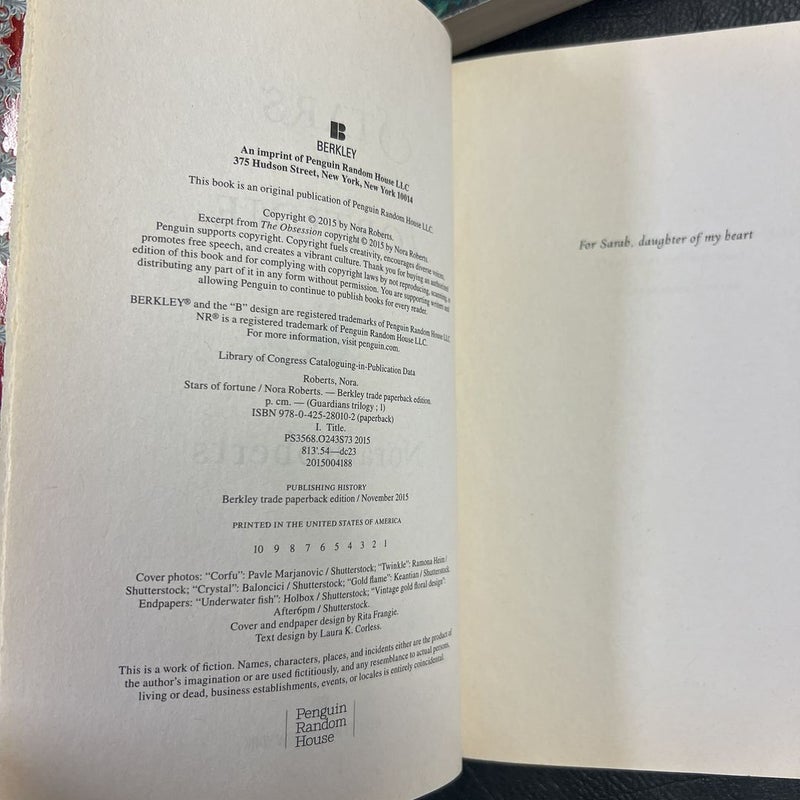 BERKLEY
An imprint of Penguin Random House LLC
375 Hudson Street, New York, New York 10014
This book is an original publication of Penguin Random House LLC.
Copyright © 2015 by Nora Roberts.
Excerpt from The Obsession copyright © 2015 by Nora Roberts.
Penguin supports copyright. Copyright fuels creativity, encourages diverse voices,
promotes free speech, and creates a vibrant culture. Thank you for buying an authorized
edition of this book and for complying with copyright laws by not reproducing, scanning, or
distributing any part of it in any form without permission. You are supporting writers and
allowing Penguin to continue to publish books for every reader.
BERKLEY® and the “B” design are registered trademarks of Penguin Random House LLC
NR® is a registered trademark of Penguin Random House LLC.
For more information, visit penguin.com.
Library of Congress Cataloguing-in-Publication Data
Roberts, Nora.
Stars of fortune / Nora Roberts. — Berkley trade paperback edition
p. cm. — (Guardians trilogy ; 1)
ISBN 978-0-425-28010-2 (paperback)
I. Title.
PS3568.O243S73 2015
813'.54—dc23
2015004188
PUBLISHING HISTORY
Berkley trade paperback edition / November 2015
PRINTED IN THE UNITED STATES OF AMERICA
10 9 8 7 6 5 4 3 2 1
Cover photos: “Corfu”: Pavle Marjanovic / Shutterstock; “Twinkle”: Ramona Heim /
Shutterstock; “Crystal”: Baloncici / Shutterstock; “Gold flame”: Keantian / Shutterstock.
Endpapers: “Underwater fish”: Holbox / Shutterstock; “Vintage gold floral design”:
After6pm / Shutterstock.
Cover and endpaper design by Rita Frangie.
Text design by Laura K. Corless.
This is a work of fiction. Names, characters, places, and incidents either are the product of
the author's imagination or are used fictitiously, and any resemblance to actual persons,
living or dead, business establishments, events, or locales is entirely coincidental.
Penguin
Random
House
For Sarah, daughter of my heart